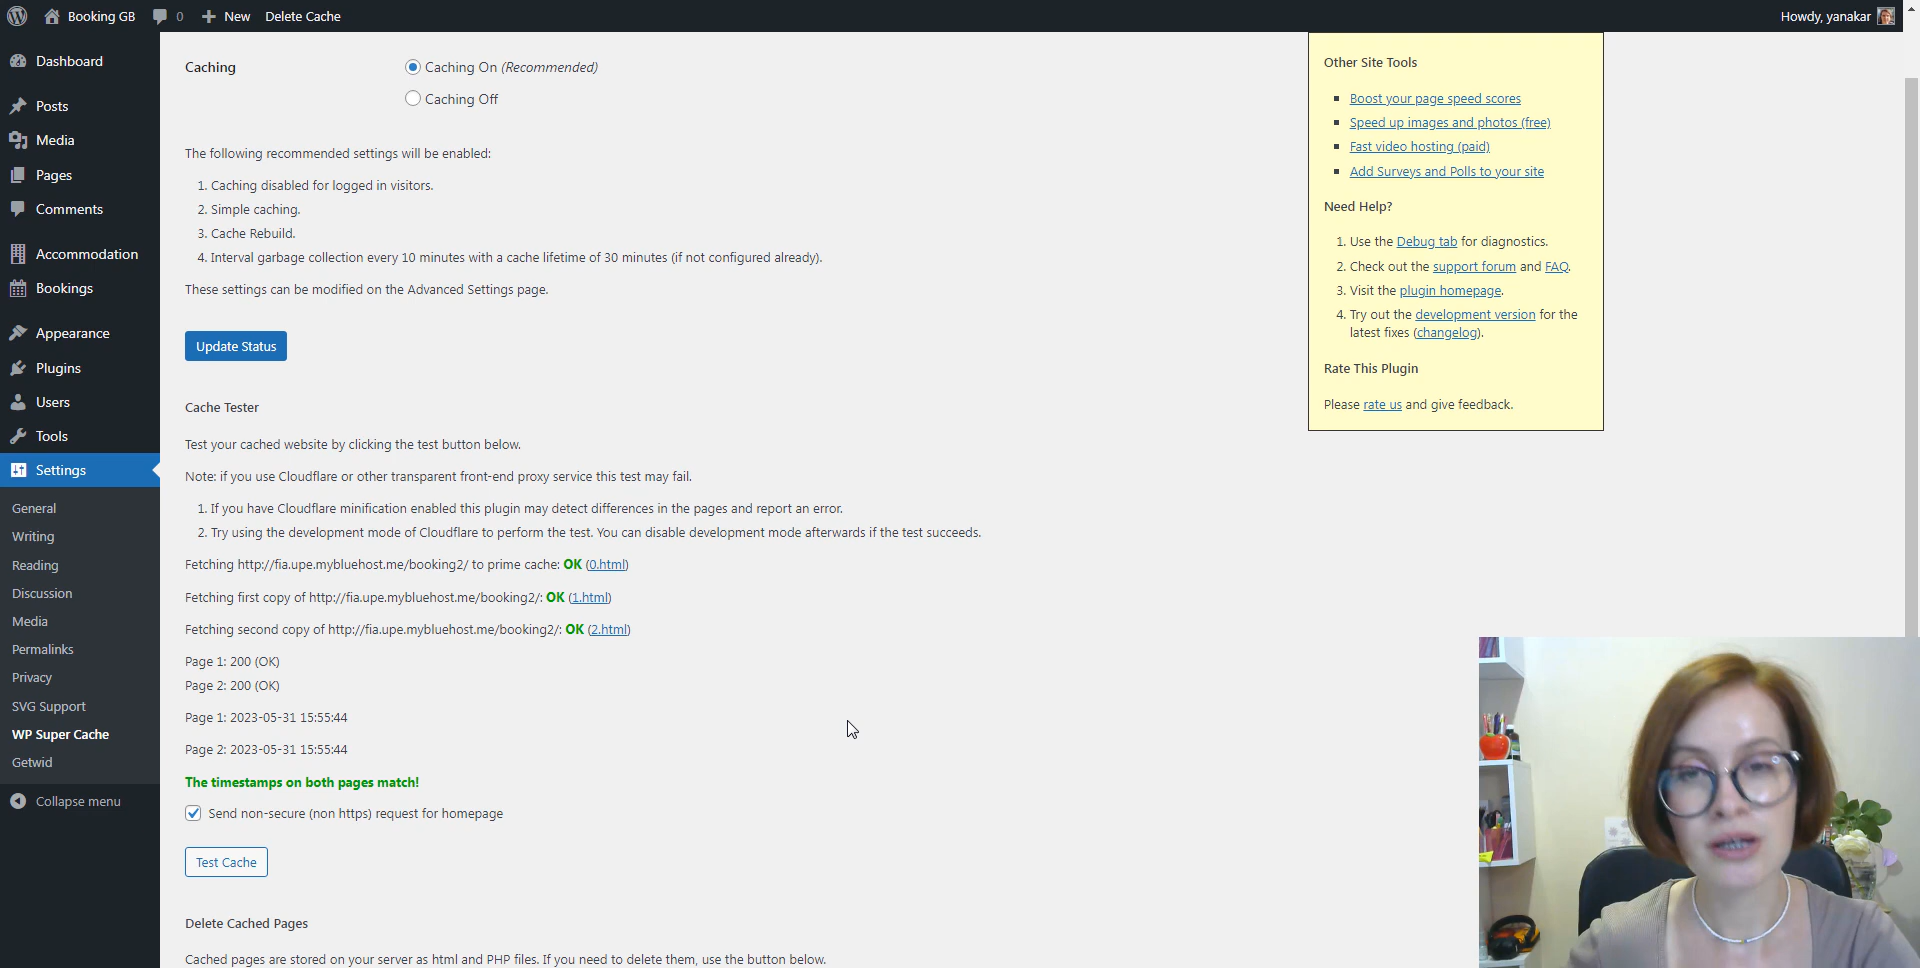 Booking GB
0
New
Delete Cache
Howdy, yanakar
Dashboard
Posts
Media
Pages
Comments
Accommodation
Bookings
Appearance
Plugins
Users
Tools
Settings
General
Writing
Reading
Discussion
Media
Permalinks
Privacy
SVG Support
WP Super Cache
Getwid
Collapse menu
Caching
Caching On (Recommended)
Caching Off
The following recommended settings will be enabled:
1. Caching disabled for logged in visitors.
2. Simple caching.
3. Cache Rebuild.
4. Interval garbage collection every 10 minutes with a cache lifetime of 30 minutes (if not configured already).
These settings can be modified on the Advanced Settings page.
Update Status
Cache Tester
Test your cached website by clicking the test button below.
Note: if you use Cloudflare or other transparent front-end proxy service this test may fail.
1. If you have Cloudflare minification enabled this plugin may detect differences in the pages and report an error.
2. Try using the development mode of Cloudflare to perform the test. You can disable development mode afterwards if the test succeeds.
Fetching http://fia.upe.mybluehost.me/booking2/ to prime cache: OK (0.html)
Fetching first copy of http://fia.upe.mybluehost.me/booking2/: OK (1.html)
Fetching second copy of http://fia.upe.mybluehost.me/booking2/: OK (2.html)
Page 1: 200 (OK)
Page 2: 200 (OK)
Page 1: 2023-05-31 15:55:44
Page 2: 2023-05-31 15:55:44
The timestamps on both pages match!
Send non-secure (non https) request for homepage
Test Cache
Delete Cached Pages
Cached pages are stored on your server as html and PHP files. If you need to delete them, use the button below.
Other Site Tools
Boost your page speed scores
Speed up images and photos (free)
Fast video hosting (paid)
Add Surveys and Polls to your site
Need Help?
1. Use the Debug tab for diagnostics.
2. Check out the support forum and FAQ.
3. Visit the plugin homepage.
4. Try out the development version for the
latest fixes (changelog).
Rate This Plugin
Please rate us and give feedback.